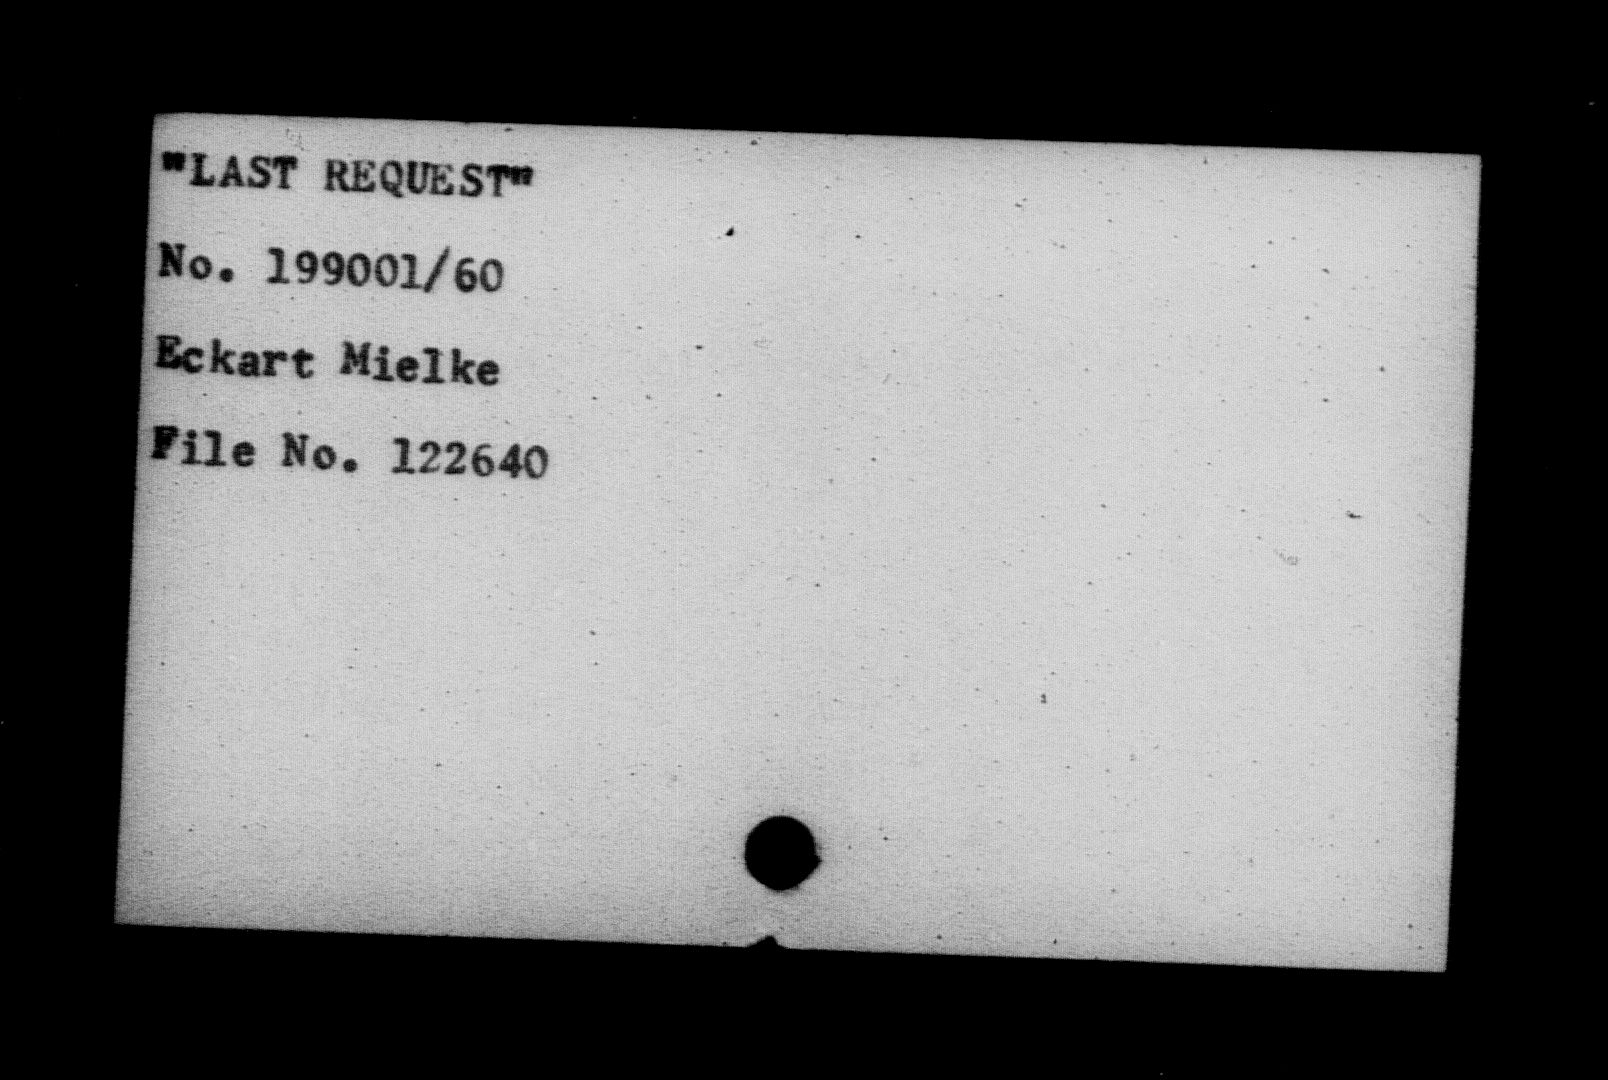 "LAST REQUEST"
No. 199001/60
Eckart Mielke
File No. 122640